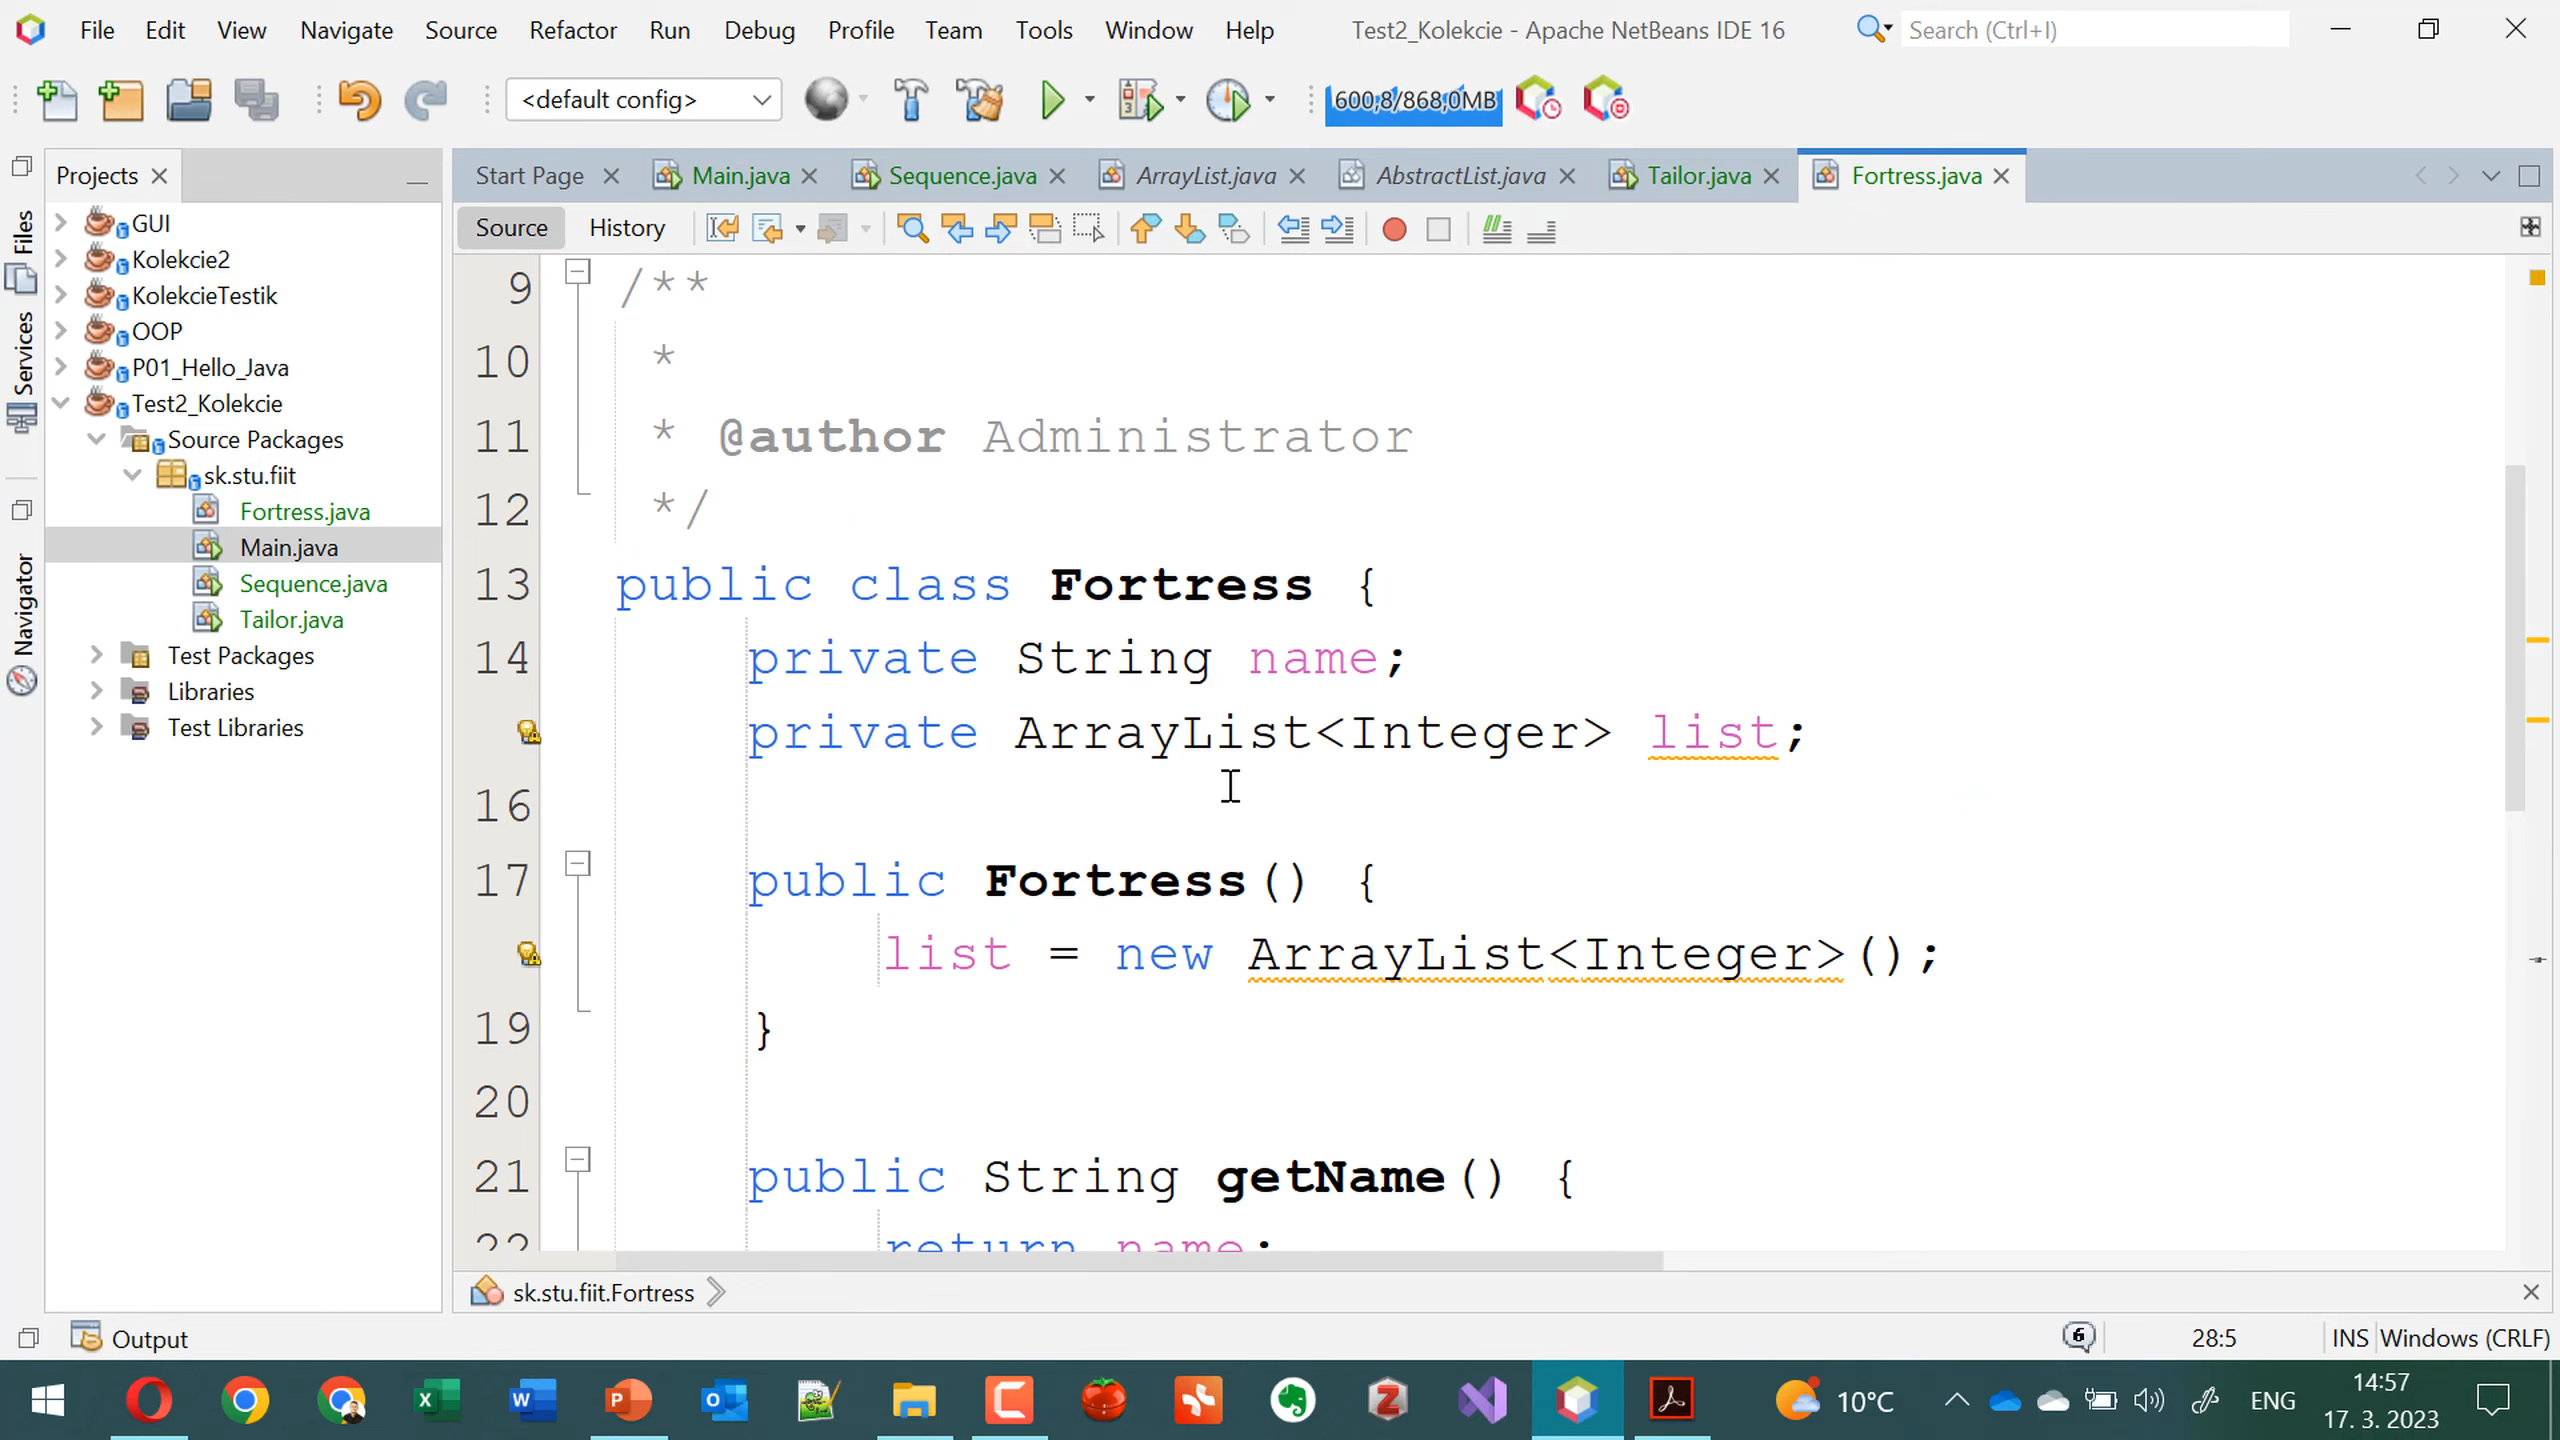 File Edit View Navigate Source Refactor Run Debug Profile Team Tools Window Help Test2_Kolekcie - Apache NetBeans IDE 16 Search (Ctrl+I)
<default config> 600,8/868,0MB
Projects Start Page Main.java Sequence.java ArrayList.java AbstractList.java Tailor.java Fortress.java
Source History
Files
Services
Navigator
GUI
Kolekcie2
KolekcieTestik
OOP
P01_Hello_Java
Test2_Kolekcie
Source Packages
sk.stu.fiit
Fortress.java
Main.java
Sequence.java
Tailor.java
Test Packages
Libraries
Test Libraries
9 /**
10 *
11 * @author Administrator
12 */
13 public class Fortress {
14 private String name;
private ArrayList<Integer> list;
16
17 public Fortress() {
list = new ArrayList<Integer>();
19 }
20
21 public String getName() {
22 return name;
sk.stu.fiit.Fortress
Output 6 28:5 INS Windows (CRLF)
10°C ENG 14:57
17. 3. 2023